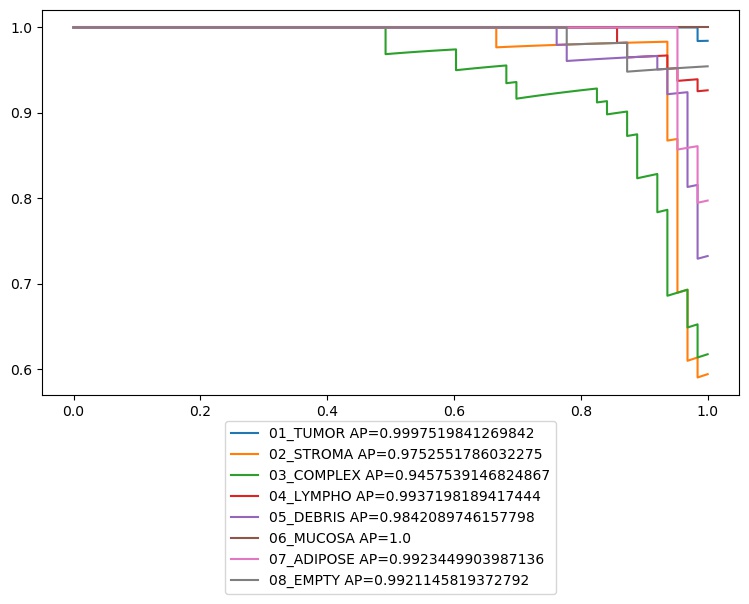 1.0
0.9
0.8
0.7
0.6
0.0 0.2 0.4 0.6 0.8 1.0
01_TUMOR AP=0.9997519841269842
02_STROMA AP=0.9752551786032275
03_COMPLEX AP=0.9457539146824867
04_LYMPHO AP=0.9937198189417444
05_DEBRIS AP=0.9842089746157798
06_MUCOSA AP=1.0
07_ADIPOSE AP=0.9923449903987136
08_EMPTY AP=0.9921145819372792